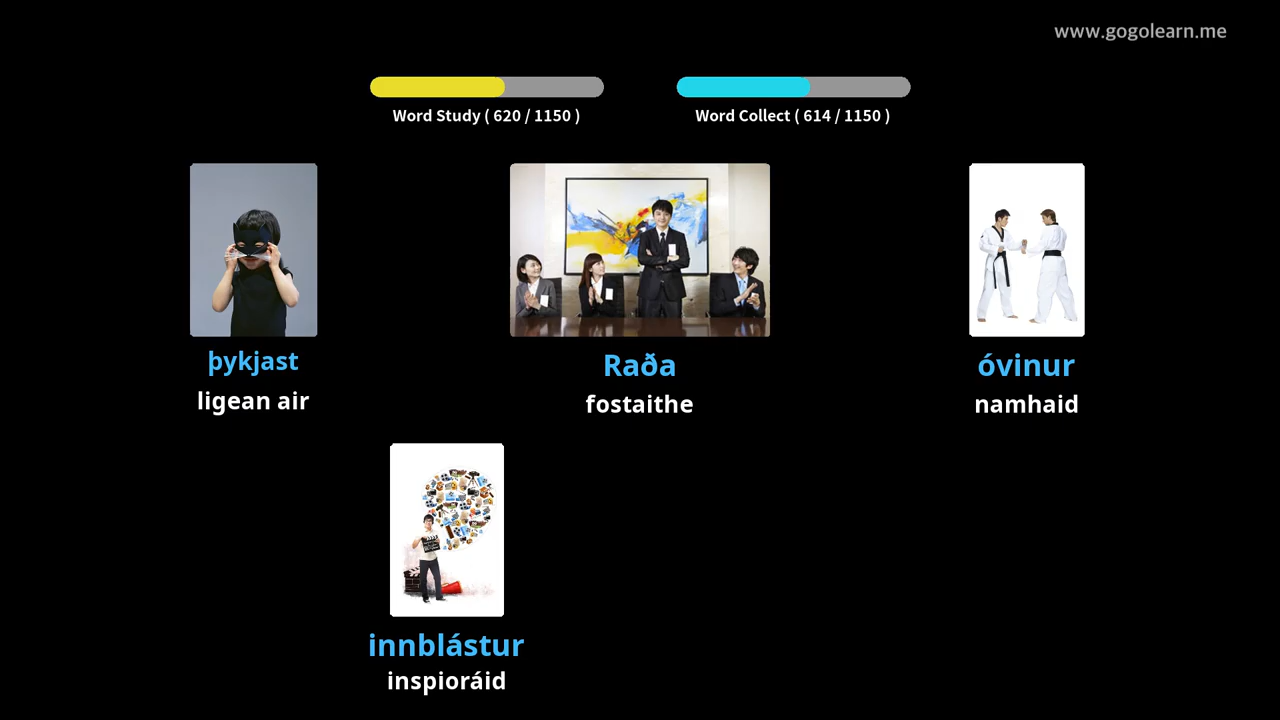 www.gogolearn.me
Word Study ( 620 / 1150 )
Word Collect ( 614 / 1150 )
þykjast
ligean air
Raða
fostaithe
óvinur
namhaid
innblástur
inspioráid